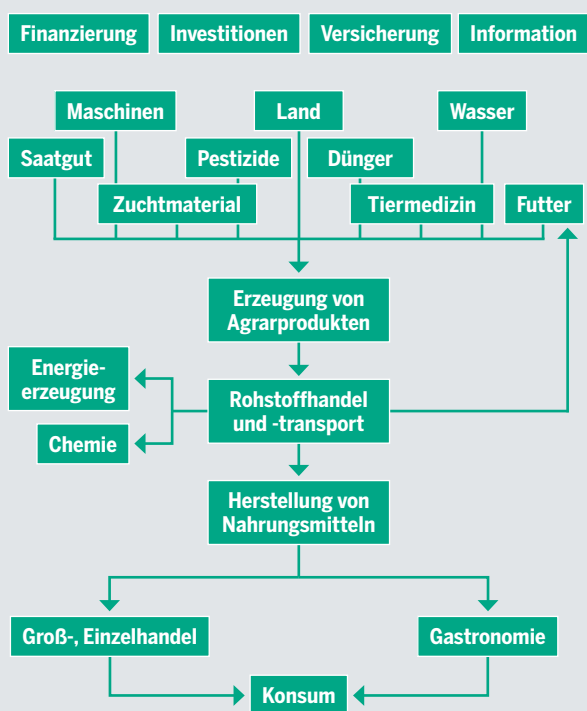 Finanzierung
Investitionen
Versicherung
Information
Maschinen
Land
Wasser
Saatgut
Pestizide
Dünger
Zuchtmaterial
Tiermedizin
Futter
Erzeugung von
Agrarprodukten
Energie-
erzeugung
Rohstoffhandel
und -transport
Chemie
Herstellung von
Nahrungsmitteln
Groß-, Einzelhandel
Gastronomie
Konsum